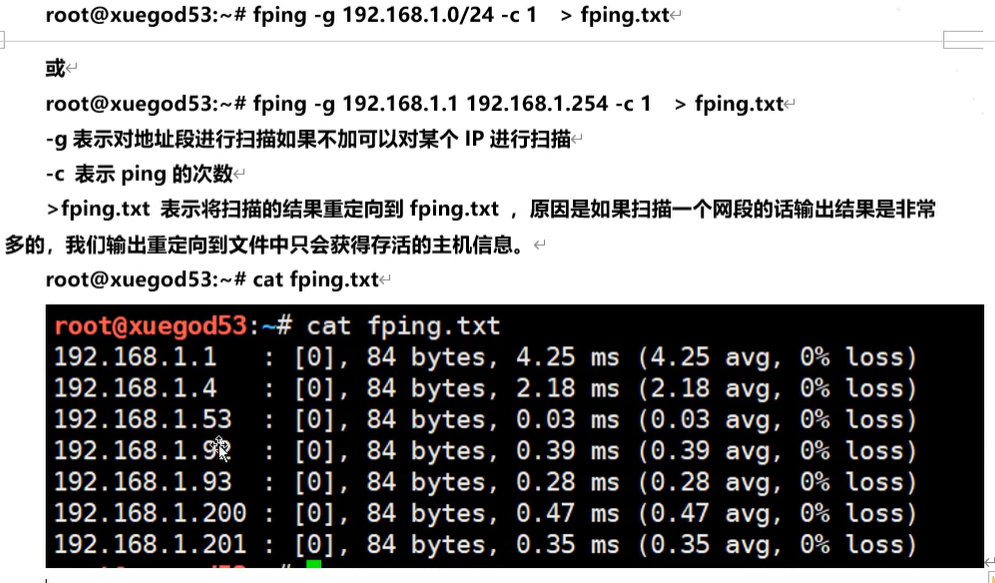 root@xuegod53:~# fping -g 192.168.1.0/24 -c 1 > fping.txt
或
root@xuegod53:~# fping -g 192.168.1.1 192.168.1.254 -c 1 > fping.txt
-g 表示对地址段进行扫描如果不加可以对某个 IP 进行扫描
-c 表示 ping 的次数
>fping.txt 表示将扫描的结果重定向到 fping.txt ，原因是如果扫描一个网段的话输出结果是非常
多的，我们输出重定向到文件中只会获得存活的主机信息。
root@xuegod53:~# cat fping.txt
root@xuegod53:~# cat fping.txt
192.168.1.1 : [0], 84 bytes, 4.25 ms (4.25 avg, 0% loss)
192.168.1.4 : [0], 84 bytes, 2.18 ms (2.18 avg, 0% loss)
192.168.1.53 : [0], 84 bytes, 0.03 ms (0.03 avg, 0% loss)
: [0], 84 bytes, 0.39 ms (0.39 avg, 0% loss)
192.168.1.93 : [0], 84 bytes, 0.28 ms (0.28 avg, 0% loss)
192.168.1.200 : [0], 84 bytes, 0.47 ms (0.47 avg, 0% loss)
192.168.1.201 : [0], 84 bytes, 0.35 ms (0.35 avg, 0% loss)